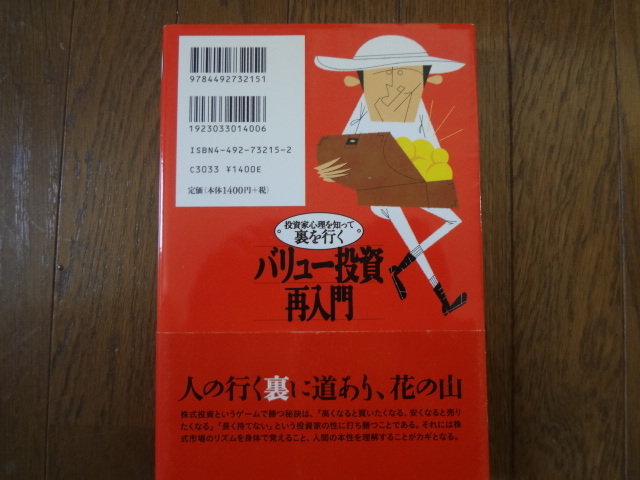 9784492732151
1923033014006
ISBN4-492-73215-2
C3033 ¥1400E
定価(本体1400円+税)
投資家心理を知って
裏を行く
バリュー投資
再入門
人の行く裏に道あり、花の山
株式投資というゲームで勝つ秘訣は、「高くなると買いたくなる。安くなると売り
たくなる」「長く持てない」という投資家の性に打ち勝つことである。それには株
式市場のリズムを身体で覚えること、人間の本性を理解することがカギとなる。